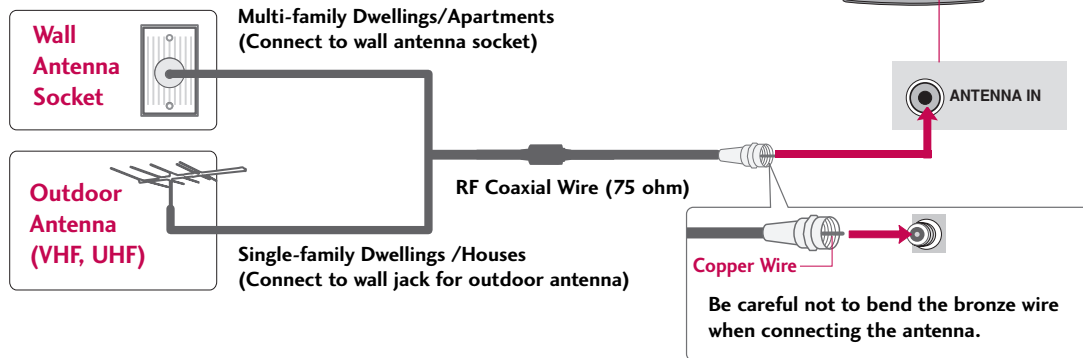 Multi-family Dwellings/Apartments
(Connect to wall antenna socket)
Wall
Antenna
Socket
ANTENNA IN
RF Coaxial Wire (75 ohm)
Outdoor
Antenna
(VHF, UHF)
Single-family Dwellings /Houses
(Connect to wall jack for outdoor antenna)
Copper Wire
Be careful not to bend the bronze wire
when connecting the antenna.